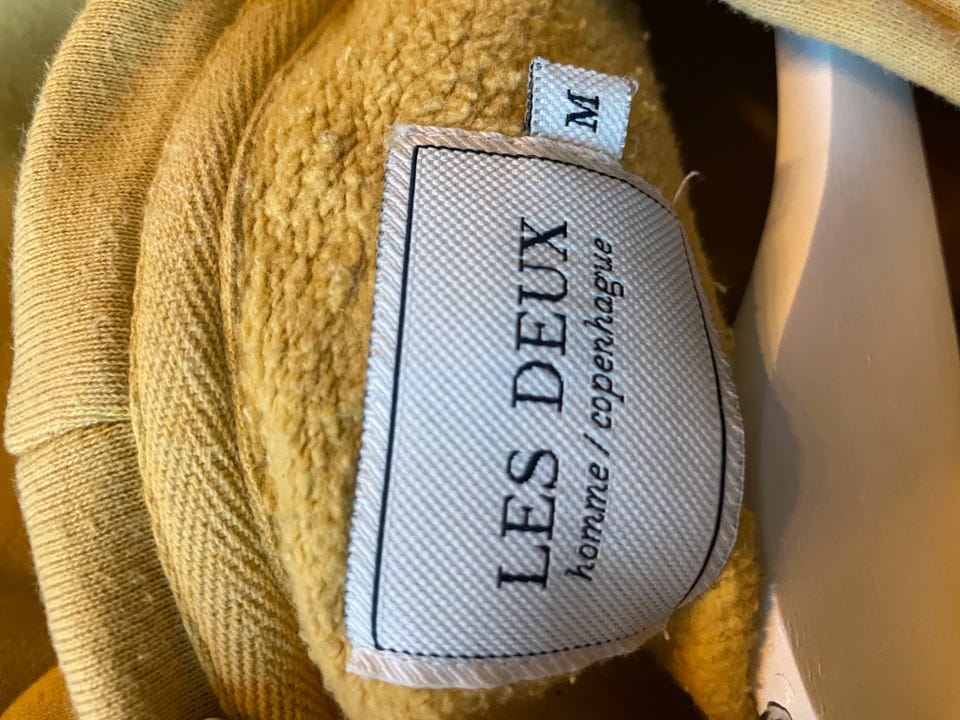 LES DEUX
homme / copenhague
M